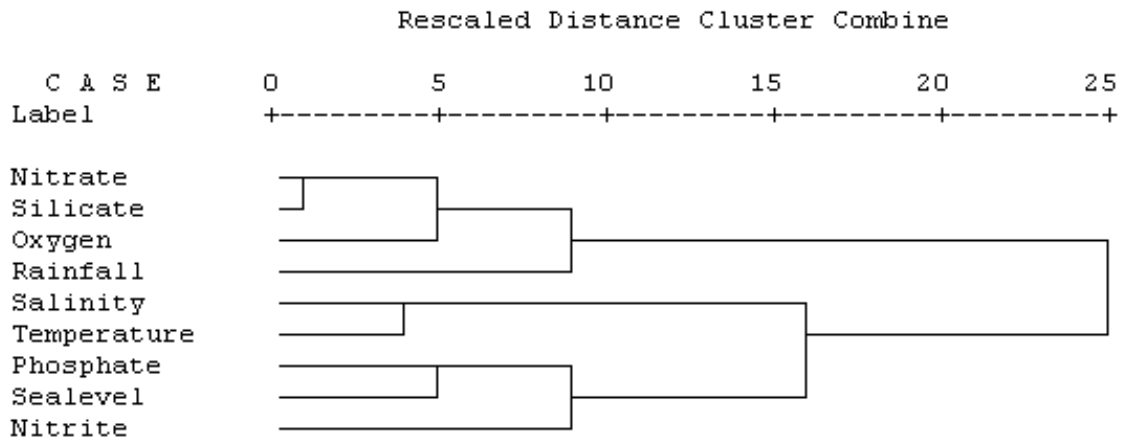 Rescaled Distance Cluster Combine
C A S E 0 5 10 15 20 25
Label +---------+---------+---------+---------+---------+
Nitrate
Silicate
Oxygen
Rainfall
Salinity
Temperature
Phosphate
Sealevel
Nitrite